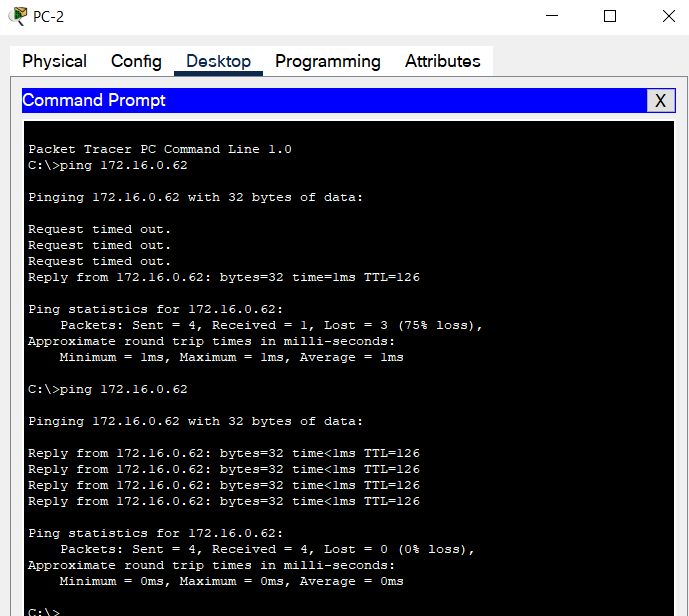 PC-2
Physical Config Desktop Programming Attributes
Command Prompt X
Packet Tracer PC Command Line 1.0
C:\>ping 172.16.0.62
Pinging 172.16.0.62 with 32 bytes of data:
Request timed out.
Request timed out.
Request timed out.
Reply from 172.16.0.62: bytes=32 time=1ms TTL=126
Ping statistics for 172.16.0.62:
Packets: Sent = 4, Received = 1, Lost = 3 (75% loss),
Approximate round trip times in milli-seconds:
Minimum = 1ms, Maximum = 1ms, Average = 1ms
C:\>ping 172.16.0.62
Pinging 172.16.0.62 with 32 bytes of data:
Reply from 172.16.0.62: bytes=32 time<1ms TTL=126
Reply from 172.16.0.62: bytes=32 time<1ms TTL=126
Reply from 172.16.0.62: bytes=32 time<1ms TTL=126
Reply from 172.16.0.62: bytes=32 time<1ms TTL=126
Ping statistics for 172.16.0.62:
Packets: Sent = 4, Received = 4, Lost = 0 (0% loss),
Approximate round trip times in milli-seconds:
Minimum = 0ms, Maximum = 0ms, Average = 0ms
C:\>